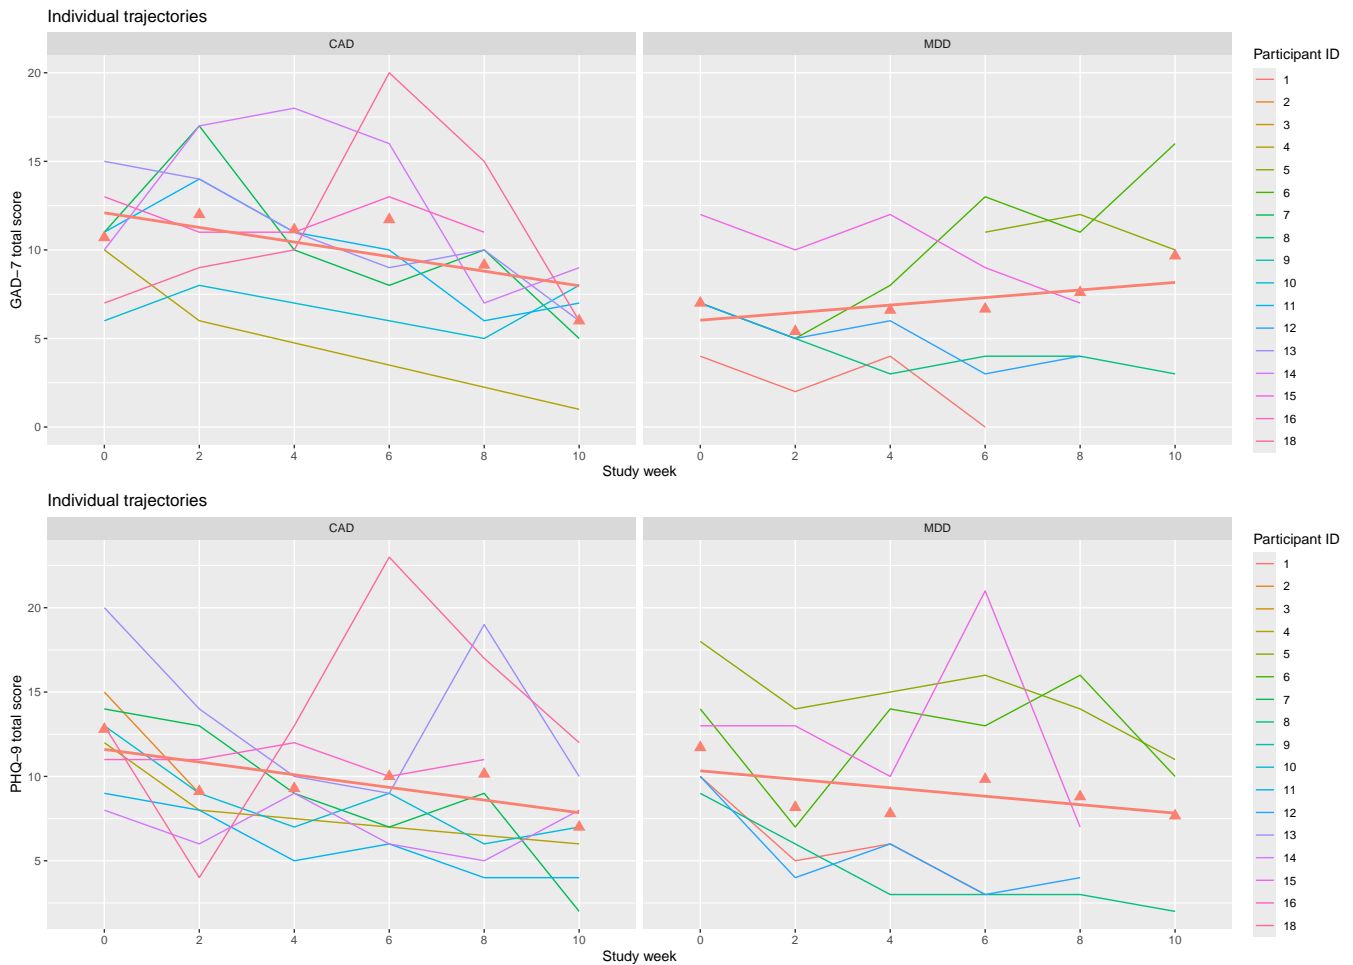 Individual trajectories
CAD
MDD
GAD−7 total score
20
15
10
5
0
0 2 4 6 8 10
0 2 4 6 8 10
Study week
Participant ID
1
2
3
4
5
6
7
8
9
10
11
12
13
14
15
16
18
Individual trajectories
CAD
MDD
PHQ−9 total score
20
15
10
5
0 2 4 6 8 10
0 2 4 6 8 10
Study week
Participant ID
1
2
3
4
5
6
7
8
9
10
11
12
13
14
15
16
18